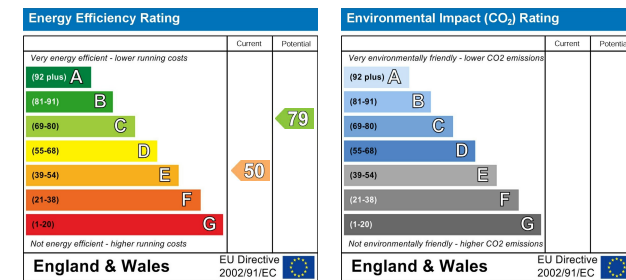 Energy Efficiency Rating
Current Potential
Very energy efficient - lower running costs
(92 plus) A
(81-91) B
(69-80) C
(55-68) D
(39-54) E
(21-38) F
(1-20) G
79
50
Not energy efficient - higher running costs
England & Wales
EU Directive
2002/91/EC
Environmental Impact (CO₂) Rating
Current Potential
Very environmentally friendly - lower CO2 emissions
(92 plus) A
(81-91) B
(69-80) C
(55-68) D
(39-54) E
(21-38) F
(1-20) G
Not environmentally friendly - higher CO2 emissions
England & Wales
EU Directive
2002/91/EC